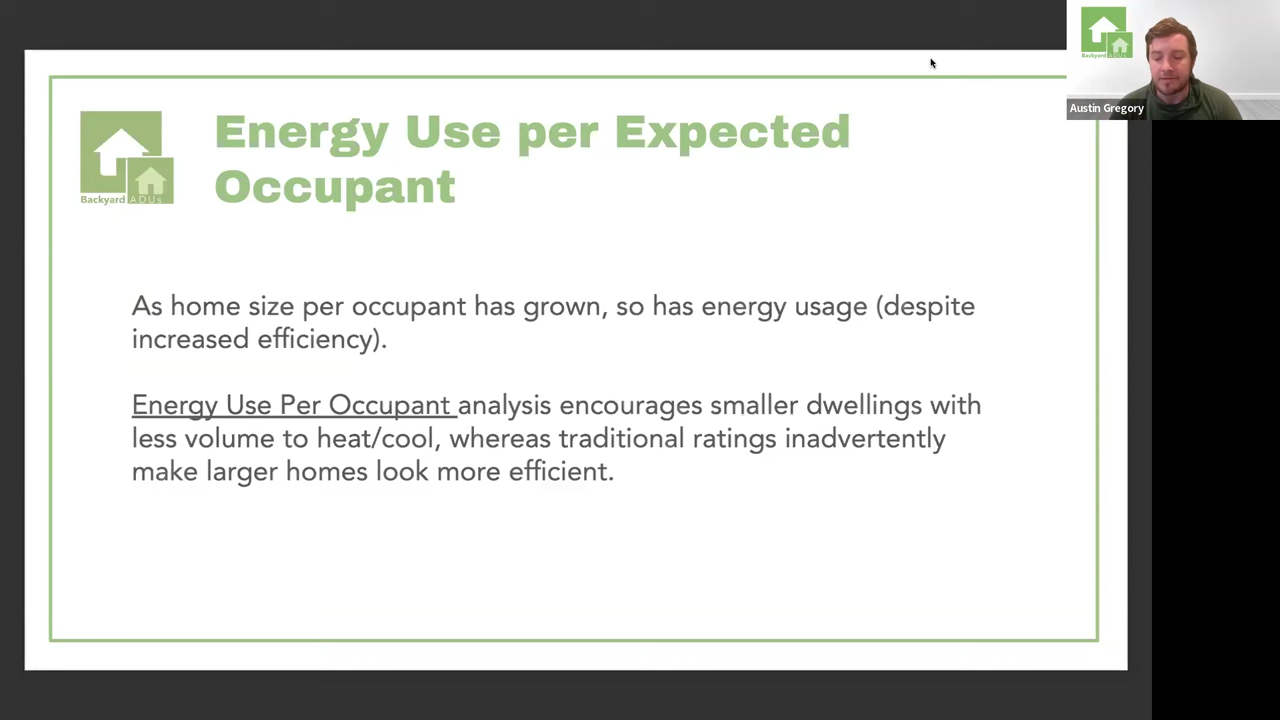 Energy Use per Expected
Occupant
Backyard ADUs
As home size per occupant has grown, so has energy usage (despite
increased efficiency).
Energy Use Per Occupant analysis encourages smaller dwellings with
less volume to heat/cool, whereas traditional ratings inadvertently
make larger homes look more efficient.
Backyard ADUs
Austin Gregory